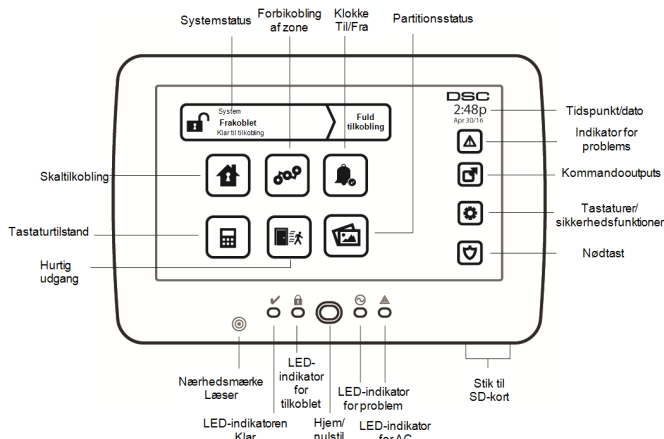 Systemstatus
Forbikobling
af zone
Klokke
Til/Fra
Partitionsstatus
System
Frakoblet
Klar til tilkobling
Fuld
tilkobling
DSC
2:48p
Apr 30/16
Tidspunkt/dato
Indikator for
problems
Kommandooutputs
Tastaturer/
sikkerhedsfunktioner
Nødtast
Skaltilkobling
Tastaturtilstand
Hurtig
udgang
Nærhedsmærke
Læser
LED-indikatoren
Klar
LED-
indikator
for
tilkoblet
Hjem/
nulstil
LED-indikator
for problem
LED-indikator
for AC
Stik til
SD-kort